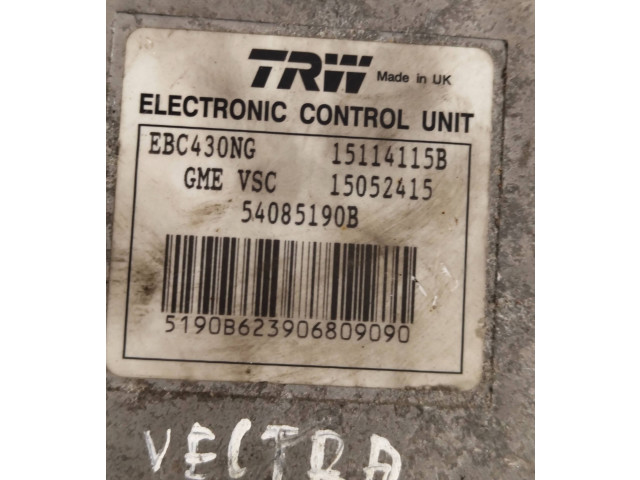 TRW Made in UK
ELECTRONIC CONTROL UNIT
EBC430NG 15114115B
GME VSC 15052415
54085190B
5190B623906809090
VECTRA